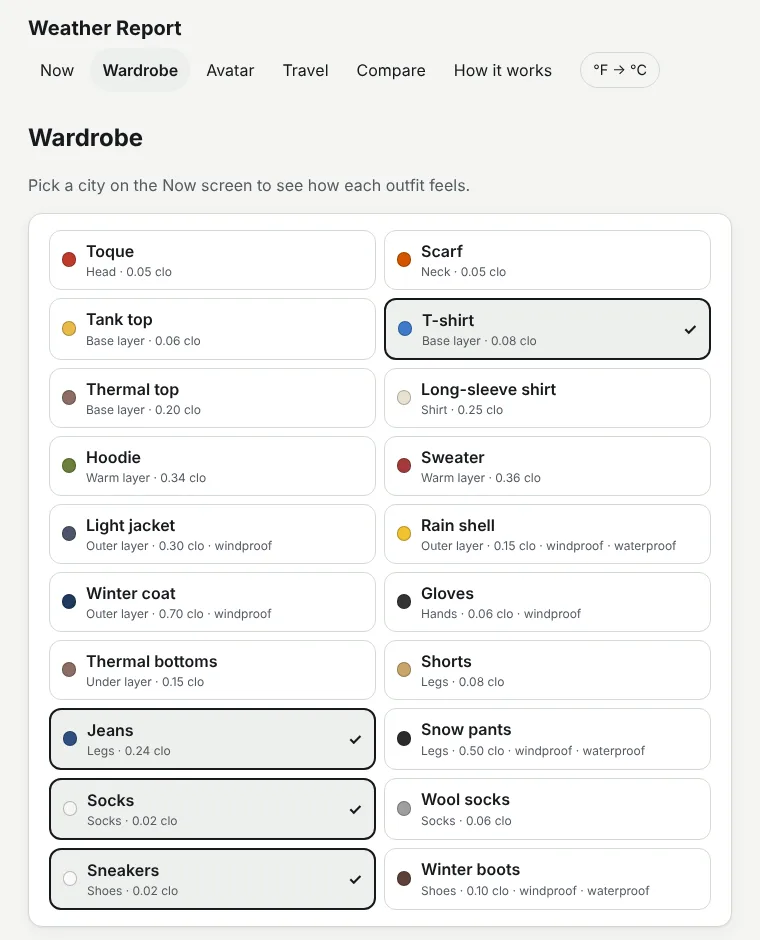 Weather Report
Now Wardrobe Avatar Travel Compare How it works °F → °C
Wardrobe
Pick a city on the Now screen to see how each outfit feels.
Toque
Head · 0.05 clo
Scarf
Neck · 0.05 clo
Tank top
Base layer · 0.06 clo
T-shirt
Base layer · 0.08 clo
Thermal top
Base layer · 0.20 clo
Long-sleeve shirt
Shirt · 0.25 clo
Hoodie
Warm layer · 0.34 clo
Sweater
Warm layer · 0.36 clo
Light jacket
Outer layer · 0.30 clo · windproof
Rain shell
Outer layer · 0.15 clo · windproof · waterproof
Winter coat
Outer layer · 0.70 clo · windproof
Gloves
Hands · 0.06 clo · windproof
Thermal bottoms
Under layer · 0.15 clo
Shorts
Legs · 0.08 clo
Jeans
Legs · 0.24 clo
Snow pants
Legs · 0.50 clo · windproof · waterproof
Socks
Socks · 0.02 clo
Wool socks
Socks · 0.06 clo
Sneakers
Shoes · 0.02 clo
Winter boots
Shoes · 0.10 clo · windproof · waterproof